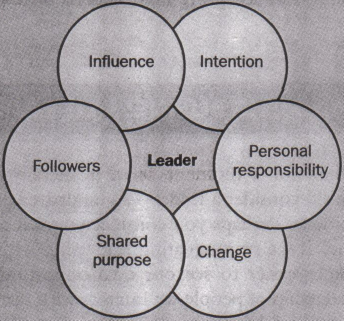 Influence
Intention
Followers
Leader
Personal
responsibility
Shared
purpose
Change